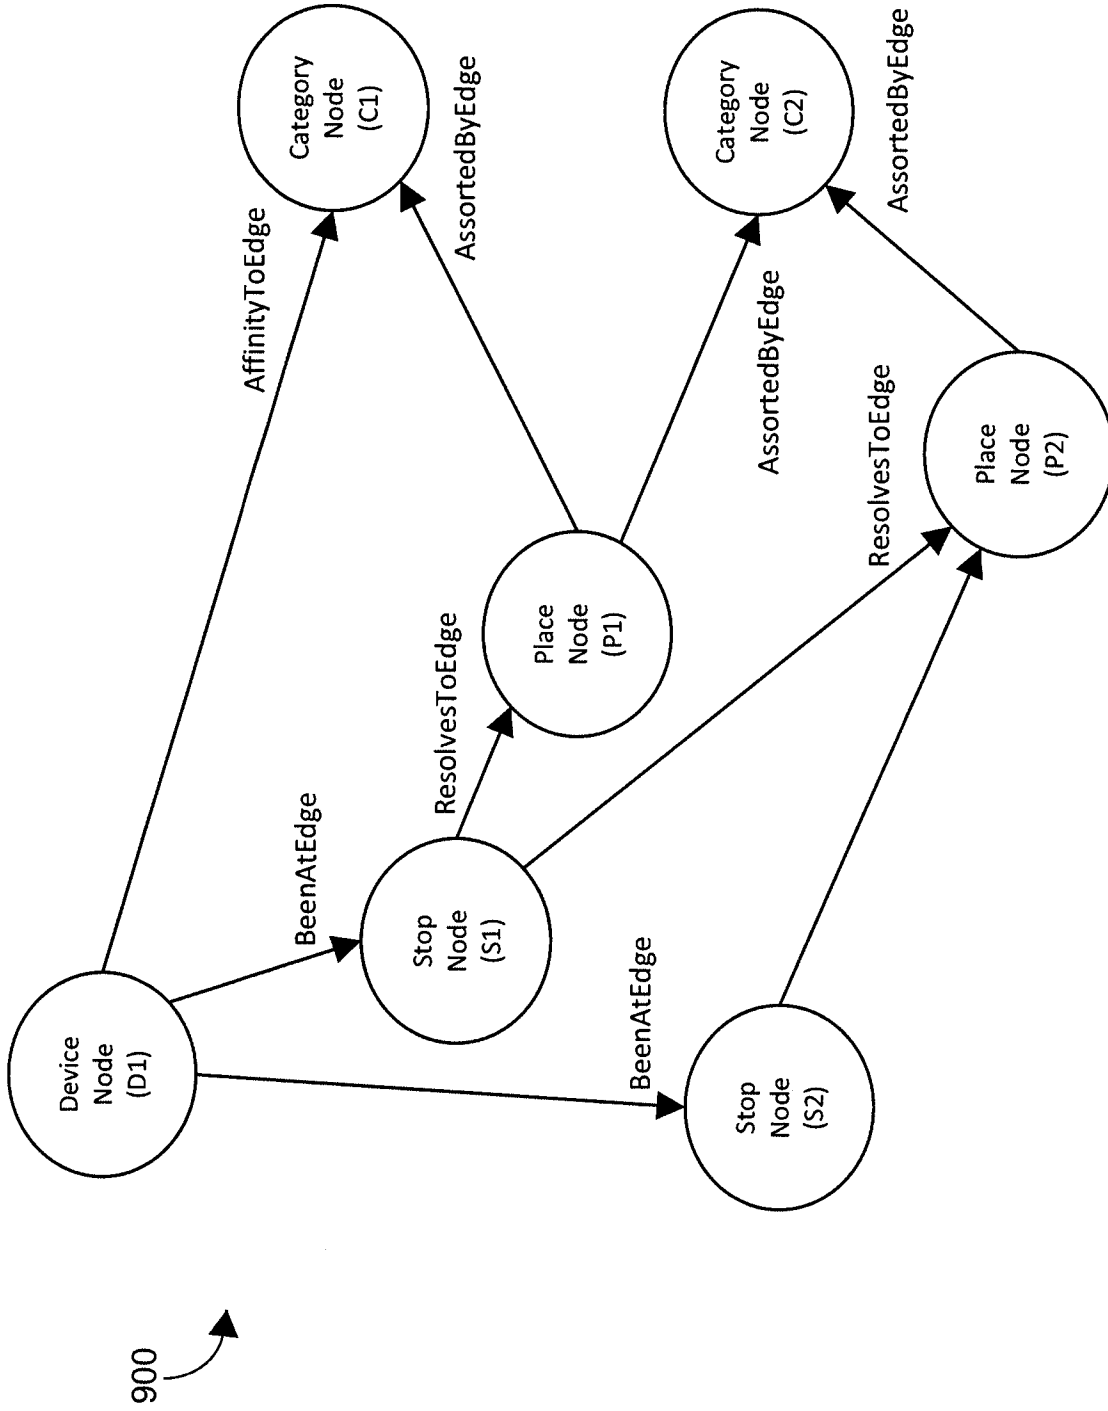 900
Device
Node
(D1)
BeenAtEdge
BeenAtEdge
AffinityToEdge
Stop
Node
(S1)
Stop
Node
(S2)
ResolvesToEdge
ResolvesToEdge
Place
Node
(P1)
Place
Node
(P2)
AssortedByEdge
AssortedByEdge
AssortedByEdge
Category
Node
(C1)
Category
Node
(C2)